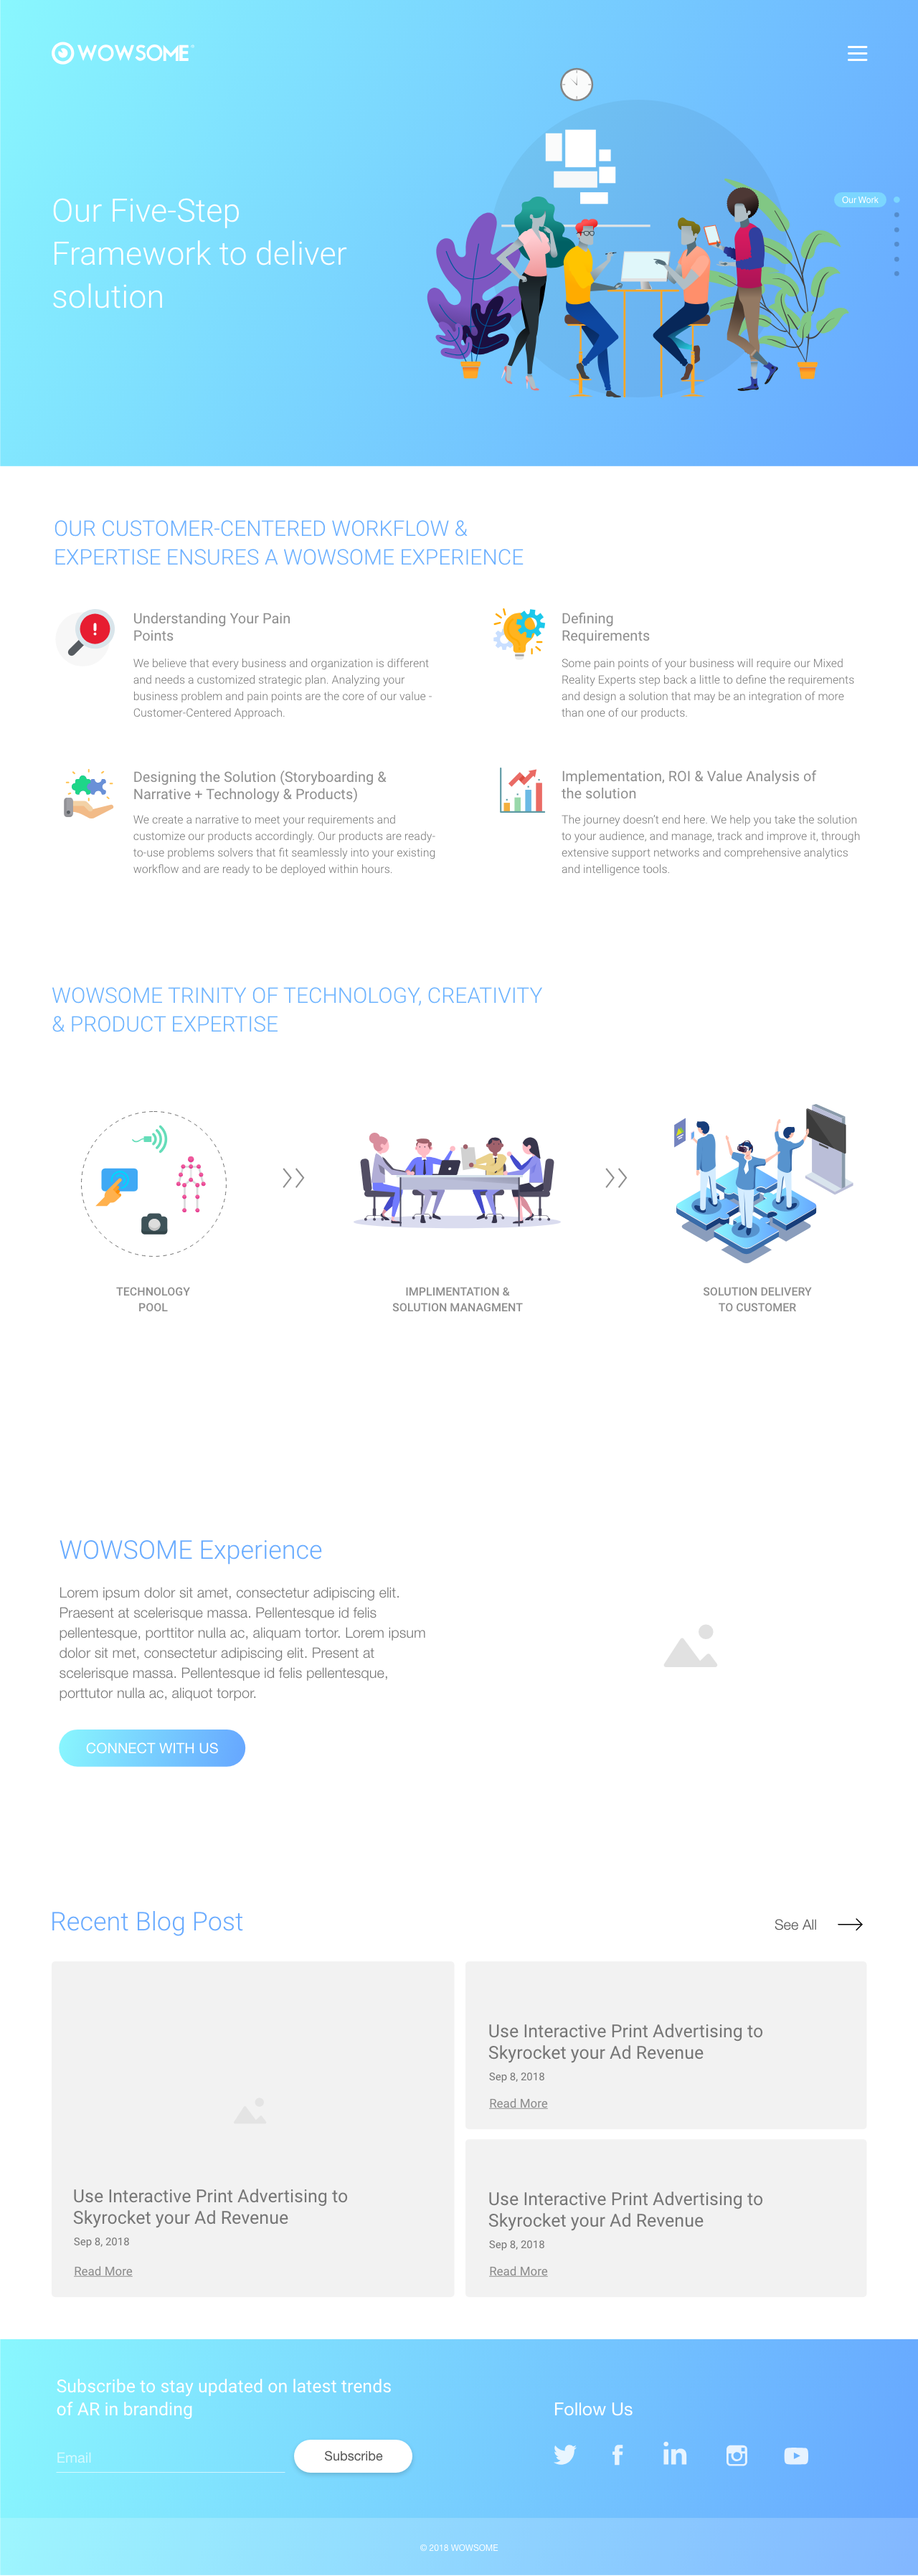 WOWSOME
Our Work
Our Five-Step
Framework to deliver
solution
OUR CUSTOMER-CENTERED WORKFLOW &
EXPERTISE ENSURES A WOWSOME EXPERIENCE
Understanding Your Pain
Points
We believe that every business and organization is different
and needs a customized strategic plan. Analyzing your
business problem and pain points are the core of our value -
Customer-Centered Approach.
Defining
Requirements
Some pain points of your business will require our Mixed
Reality Experts step back a little to define the requirements
and design a solution that may be an integration of more
than one of our products.
Designing the Solution (Storyboarding &
Narrative + Technology & Products)
We create a narrative to meet your requirements and
customize our products accordingly. Our products are ready-
to-use problems solvers that fit seamlessly into your existing
workflow and are ready to be deployed within hours.
Implementation, ROI & Value Analysis of
the solution
The journey doesn't end here. We help you take the solution
to your audience, and manage, track and improve it, through
extensive support networks and comprehensive analytics
and intelligence tools.
WOWSOME TRINITY OF TECHNOLOGY, CREATIVITY
& PRODUCT EXPERTISE
TECHNOLOGY
POOL
IMPLIMENTATION &
SOLUTION MANAGMENT
SOLUTION DELIVERY
TO CUSTOMER
WOWSOME Experience
Lorem ipsum dolor sit amet, consectetur adipiscing elit.
Praesent at scelerisque massa. Pellentesque id felis
pellentesque, porttitor nulla ac, aliquam tortor. Lorem ipsum
dolor sit met, consectetur adipiscing elit. Present at
scelerisque massa. Pellentesque id felis pellentesque,
porttutor nulla ac, aliquot torpor.
CONNECT WITH US
Recent Blog Post
See All
Use Interactive Print Advertising to
Skyrocket your Ad Revenue
Sep 8, 2018
Read More
Use Interactive Print Advertising to
Skyrocket your Ad Revenue
Sep 8, 2018
Read More
Use Interactive Print Advertising to
Skyrocket your Ad Revenue
Sep 8, 2018
Read More
Subscribe to stay updated on latest trends
of AR in branding
Email
Subscribe
Follow Us
© 2018 WOWSOME